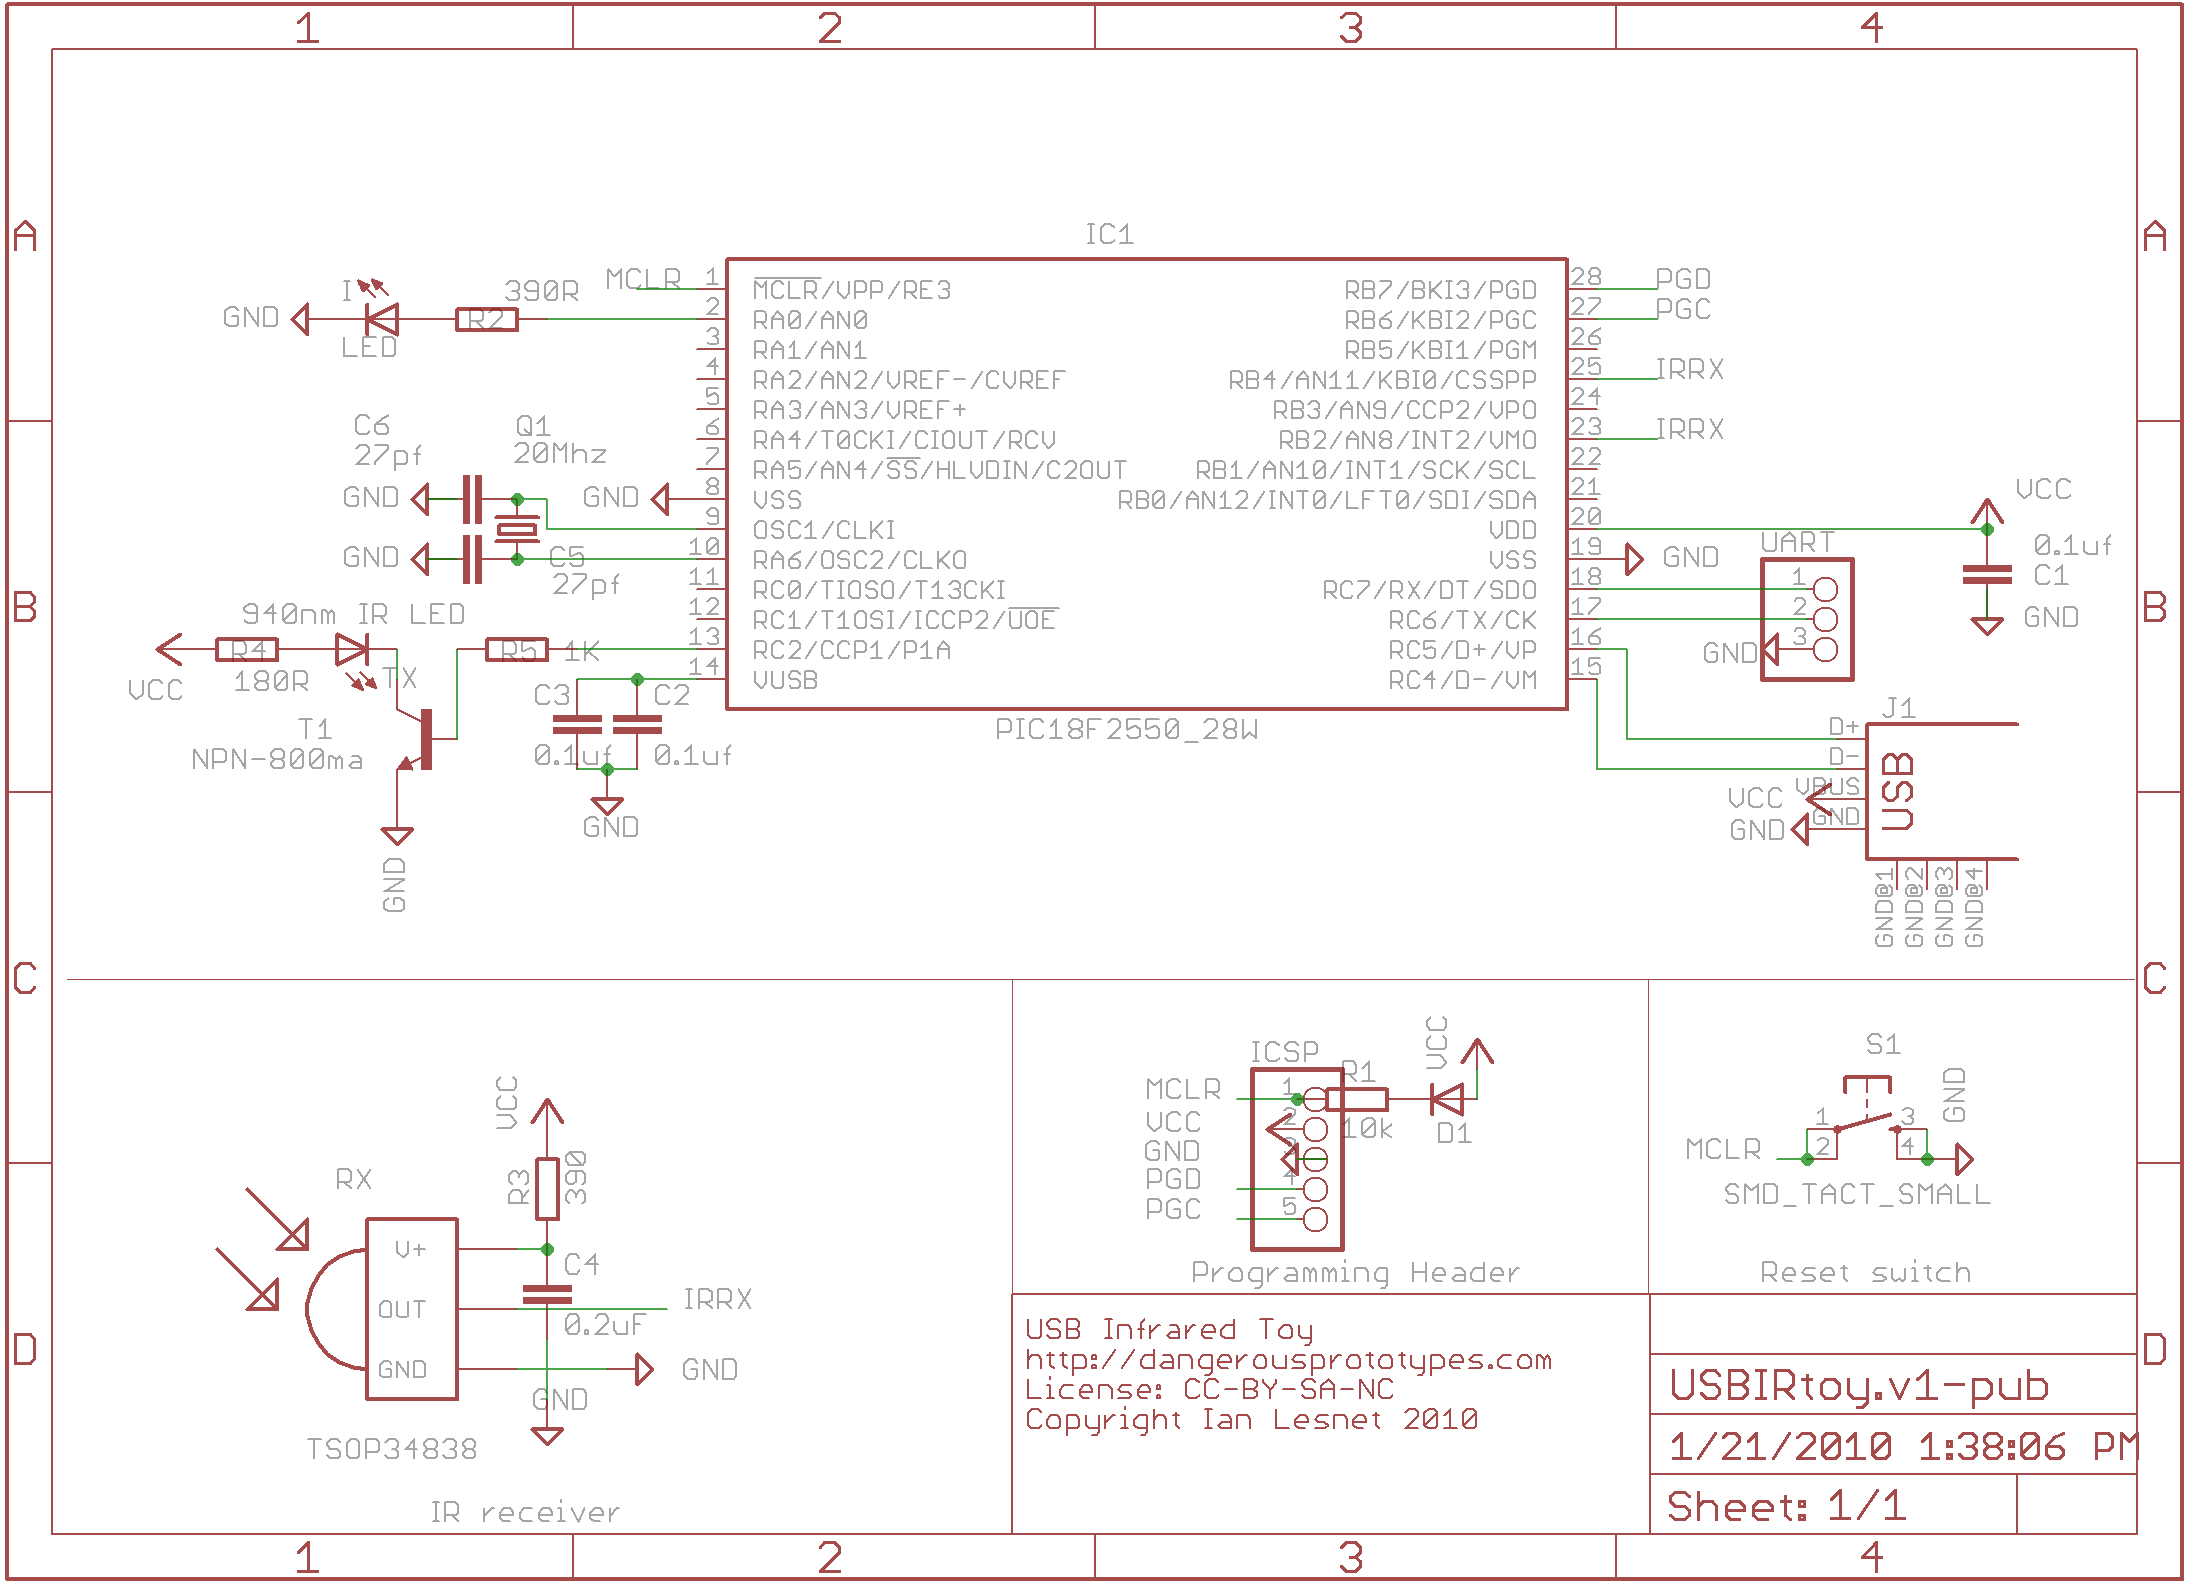 1 2 3 4
A A
IC1
MCLR 1 MCLR/VPP/RE3
2 RA0/AN0
3 RA1/AN1
4 RA2/AN2/VREF-/CVREF
5 RA3/AN3/VREF+
6 RA4/T0CKI/C1OUT/RCV
7 RA5/AN4/SS/HLVDIN/C2OUT
GND 8 VSS
9 OSC1/CLKI
10 RA6/OSC2/CLKO
11 RC0/TIOSO/T13CKI
12 RC1/T1OSI/ICCP2/UOE
13 RC2/CCP1/P1A
14 VUSB
28 RB7/BKI3/PGD PGD
27 RB6/KBI2/PGC PGC
26 RB5/KBI1/PGM
25 RB4/AN11/KBI0/CSSPP IRRX
24 RB3/AN9/CCP2/VPO
23 RB2/AN8/INT2/VMO IRRX
22 RB1/AN10/INT1/SCK/SCL
21 RB0/AN12/INT0/LFT0/SDI/SDA
20 VDD
19 VSS GND
18 RC7/RX/DT/SDO
17 RC6/TX/CK
16 RC5/D+/VP
15 RC4/D-/VM
PIC18F2550_28W
I 390R
GND R2
LED
C6 Q1
27pf 20Mhz
GND
GND C5
27pf
B B
940nm IR LED
R4 R5 1K
VCC 180R TX
T1
NPN-800ma
GND
C3 C2
0.1uf 0.1uf
GND
VCC
0.1uf
C1
GND
UART
1
2
GND 3
J1
D+
D-
VCC VBUS
GND GND
USB
GND@1 GND@2 GND@3 GND@4
C C
VCC
R3 390
RX
V+
C4
OUT IRRX
0.2uF
GND GND
GND
TSOP34838
IR receiver
ICSP R1 VCC
MCLR 1
VCC 2 10k D1
GND
PGD 4
PGC 5
Programming Header
S1
GND
1 3
MCLR 2 4
SMD_TACT_SMALL
Reset switch
D D
USB Infrared Toy
http://dangerousprototypes.com
License: CC-BY-SA-NC
Copyright Ian Lesnet 2010
USBIRtoy.v1-pub
1/21/2010 1:38:06 PM
Sheet: 1/1
1 2 3 4